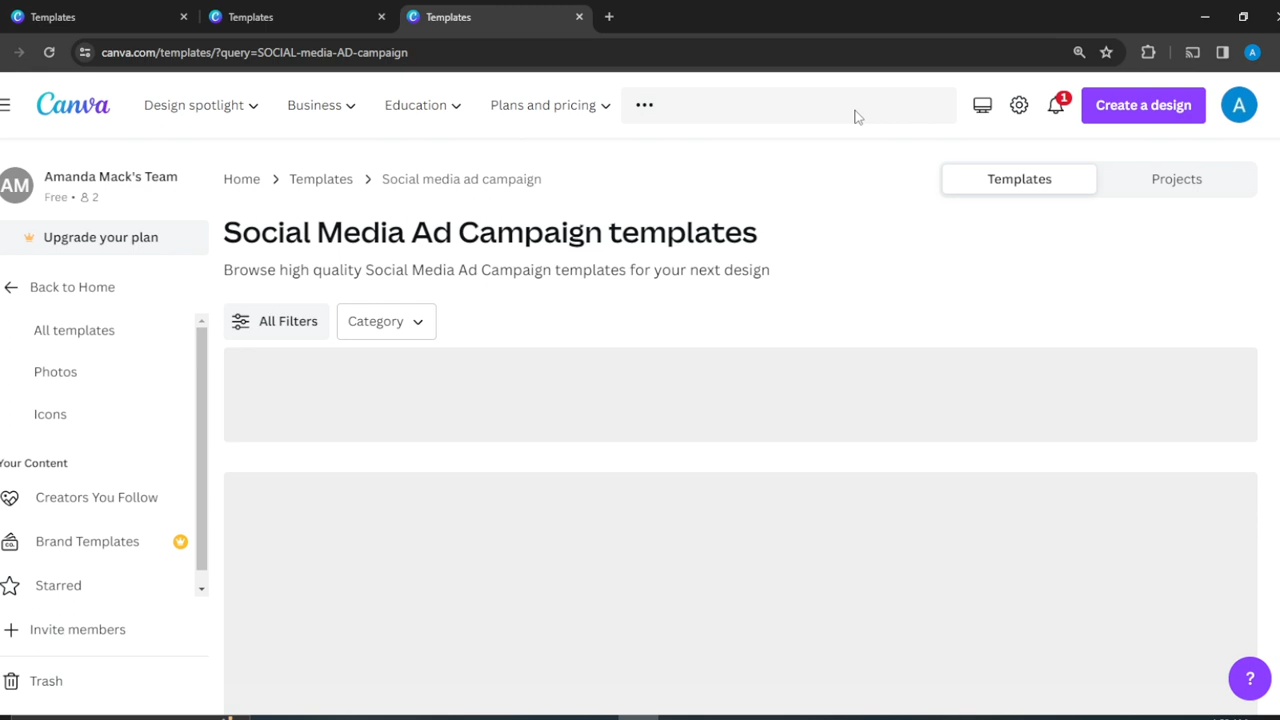 Templates
Templates
Templates
canva.com/templates/?query=SOCIAL-media-AD-campaign
A
Canva
Design spotlight
Business
Education
Plans and pricing
•••
1
Create a design
A
AM
Amanda Mack's Team
Free • 2
Home > Templates > Social media ad campaign
Templates
Projects
Upgrade your plan
Social Media Ad Campaign templates
Browse high quality Social Media Ad Campaign templates for your next design
Back to Home
All Filters
Category
All templates
Photos
Icons
Your Content
Creators You Follow
Brand Templates
Starred
Invite members
Trash
?